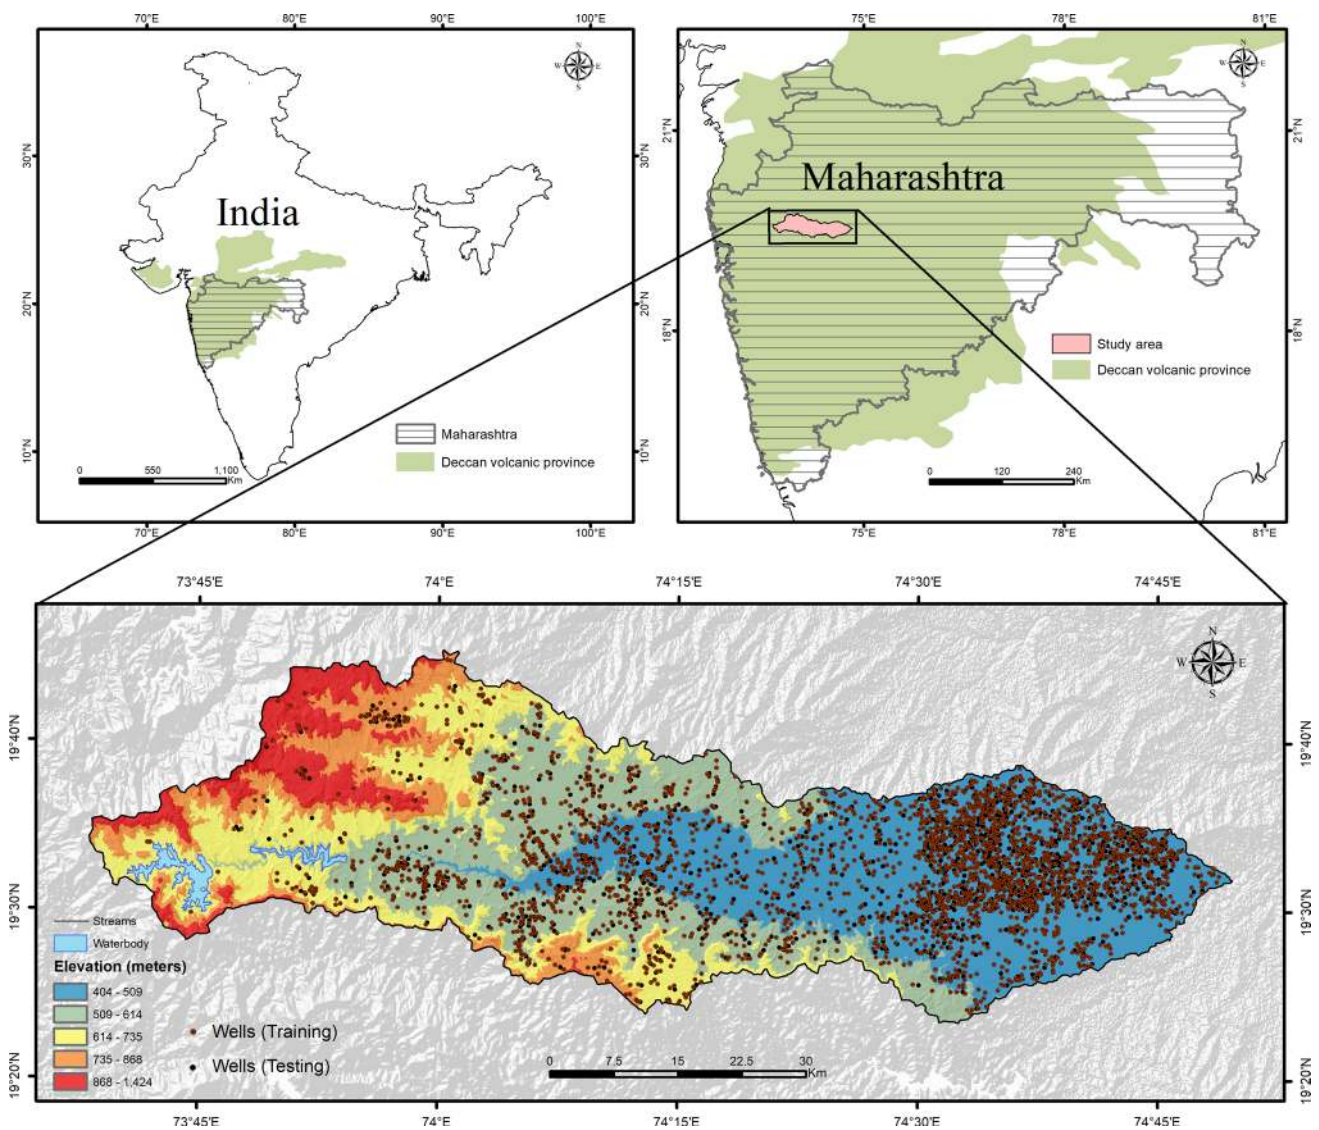 70°E 80°E 90°E 100°E
30°N
20°N
10°N
30°N
20°N
10°N
N
W E
S
India
Maharashtra
Deccan volcanic province
0 550 1,100
Km
70°E 80°E 90°E 100°E
75°E 78°E 81°E
21°N
18°N
21°N
18°N
N
W E
S
Maharashtra
Study area
Deccan volcanic province
0 120 240
Km
75°E 78°E 81°E
73°45'E 74°E 74°15'E 74°30'E 74°45'E
19°40'N
19°30'N
19°20'N
19°40'N
19°30'N
19°20'N
N
W E
S
Streams
Waterbody
Elevation (meters)
404 - 509
509 - 614
614 - 735
735 - 868
868 - 1,424
Wells (Training)
Wells (Testing)
0 7.5 15 22.5 30
Km
73°45'E 74°E 74°15'E 74°30'E 74°45'E